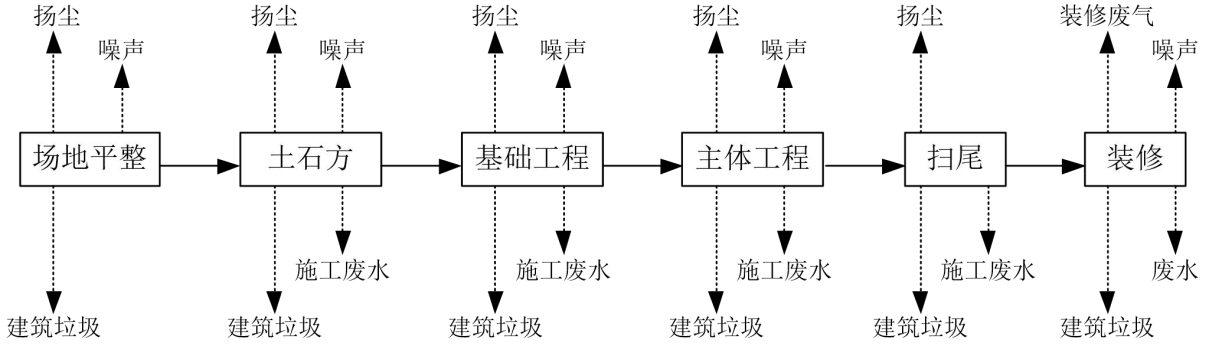 扬尘 扬尘 扬尘 扬尘 扬尘 装修废气
噪声 噪声 噪声 噪声 噪声
场地平整 土石方 基础工程 主体工程 扫尾 装修
施工废水 施工废水 施工废水 施工废水 废水
建筑垃圾 建筑垃圾 建筑垃圾 建筑垃圾 建筑垃圾 建筑垃圾